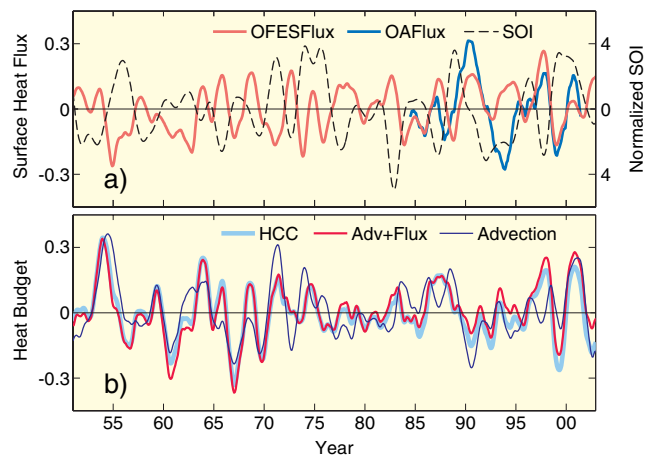 OFESFlux OAFlux SOI
0.3
0
-0.3
Surface Heat Flux
4
0
4
Normalized SOI
a)
HCC Adv+Flux Advection
0.3
0
-0.3
Heat Budget
b)
55 60 65 70 75 80 85 90 95 00
Year